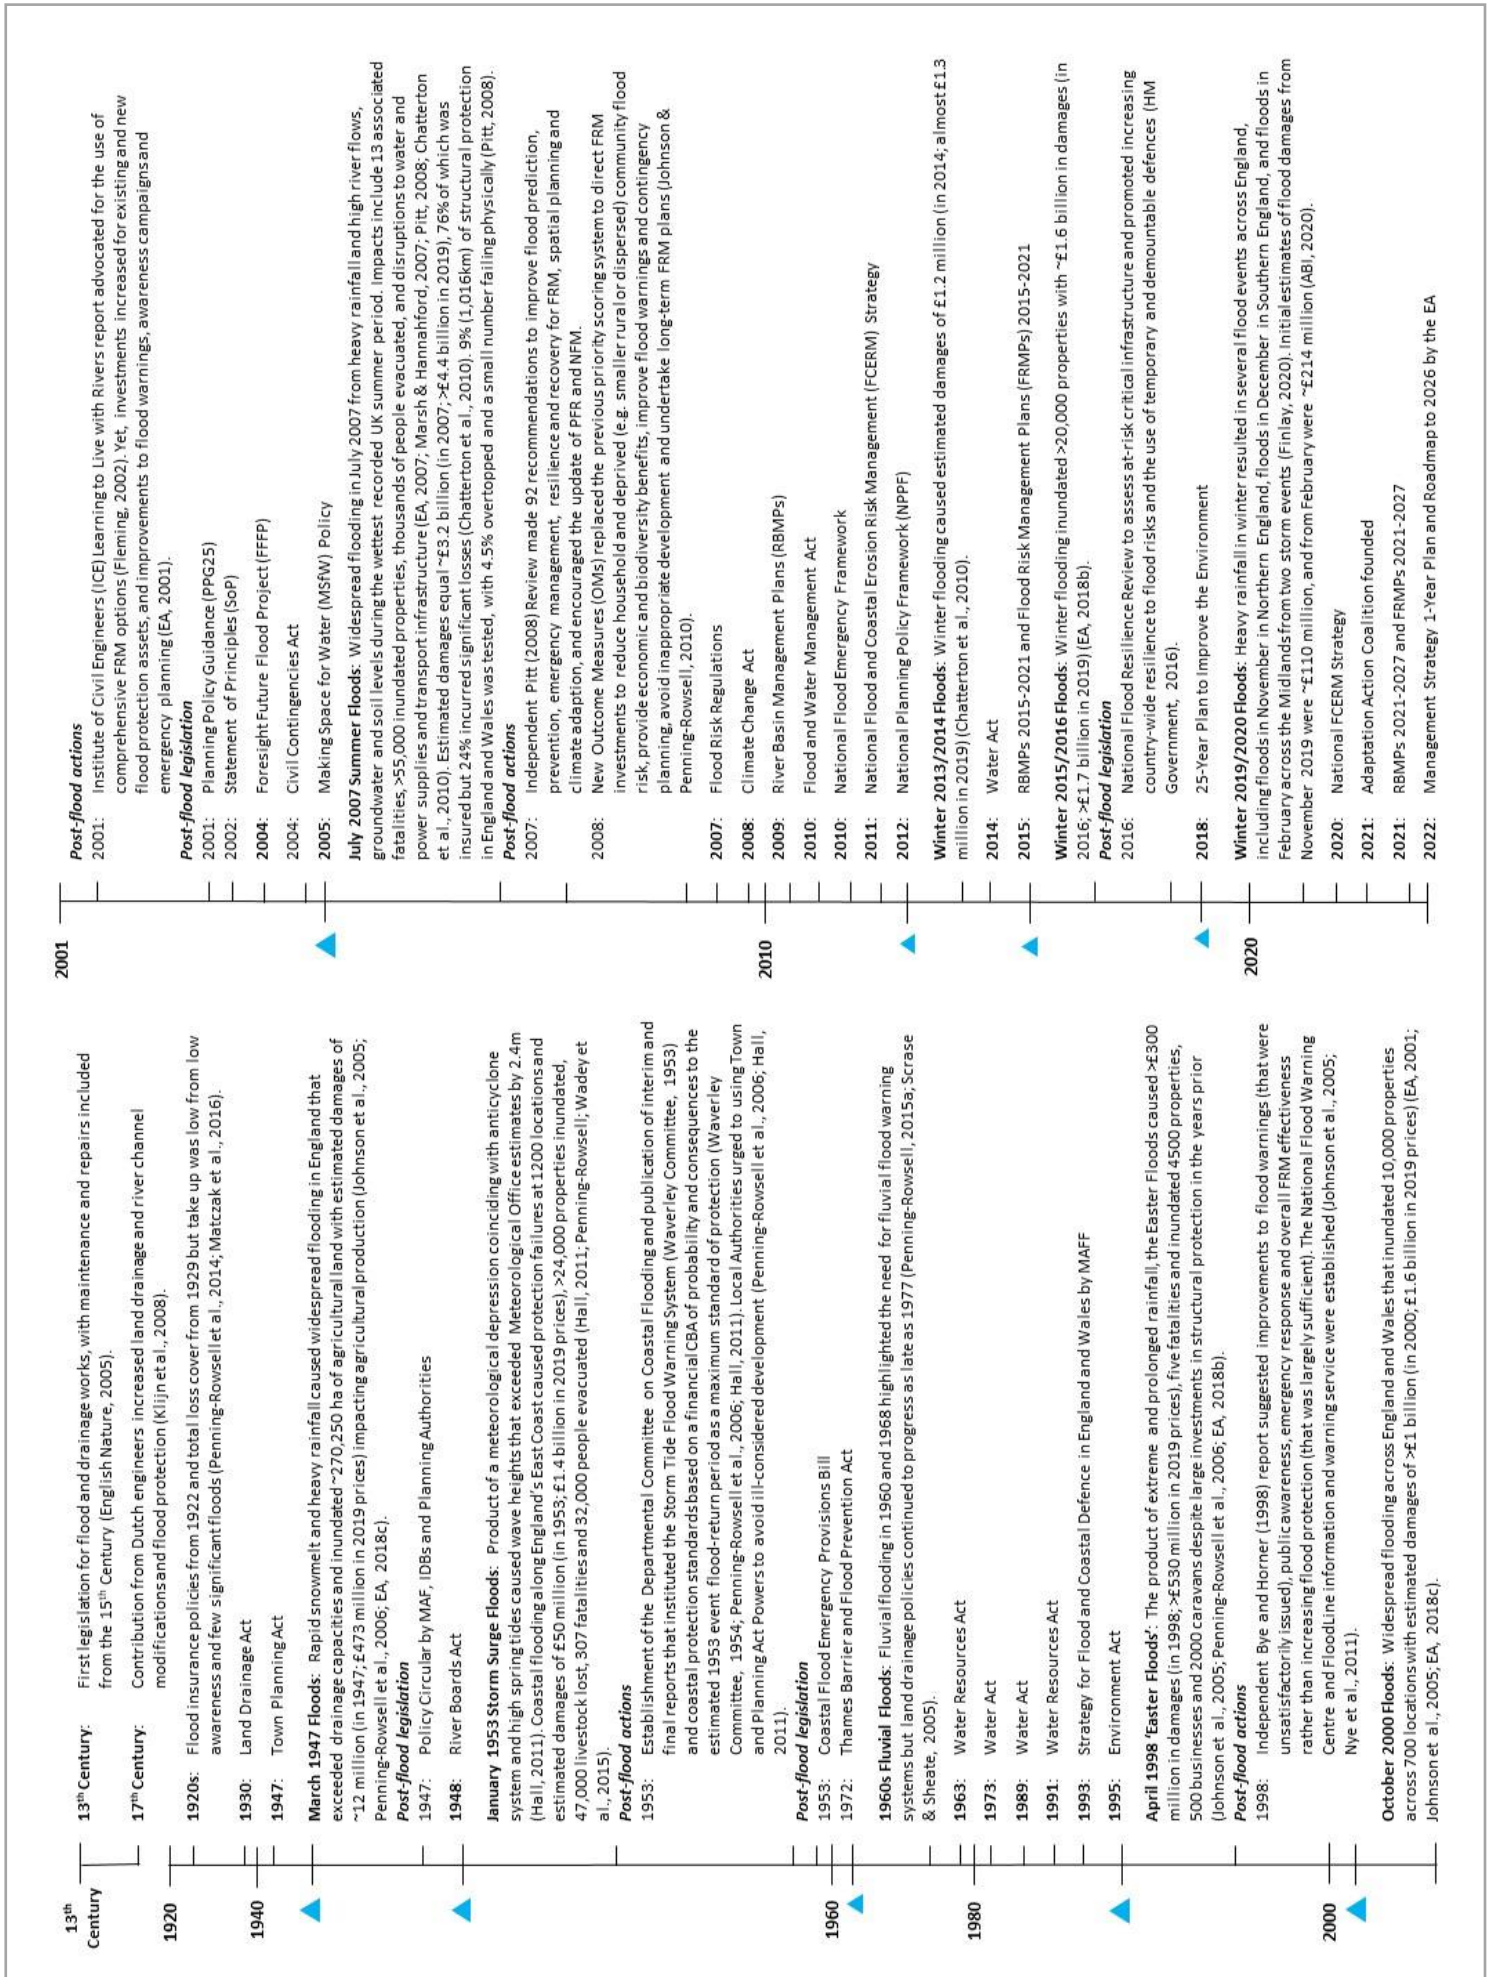 13th Century
13th Century: First legislation for flood and drainage works, with maintenance and repairs included
from the 15th Century (English Nature, 2005).
17th Century: Contribution from Dutch engineers increased land drainage and river channel
modifications and flood protection (Klijn et al., 2008).
1920
1920s: Flood insurance policies from 1922 and total loss cover from 1929 but take up was low from low
awareness and few significant floods (Penning-Rowsell et al., 2014; Matczak et al., 2016).
1930: Land Drainage Act
1940
1947: Town Planning Act
March 1947 Floods: Rapid snowmelt and heavy rainfall caused widespread flooding in England that
exceeded drainage capacities and inundated ~270,250 ha of agricultural land with estimated damages of
~12 million (in 1947; £473 million in 2019 prices) impacting agricultural production (Johnson et al., 2005;
Penning-Rowsell et al., 2006; EA, 2018c).
Post-flood legislation
1947: Policy Circular by MAF, IDBs and Planning Authorities
1948: River Boards Act
January 1953 Storm Surge Floods: Product of a meteorological depression coinciding with anticyclone
system and high spring tides caused wave heights that exceeded Meteorological Office estimates by 2.4m
(Hall, 2011). Coastal flooding along England's East Coast caused protection failures at 1200 locations and
estimated damages of £50 million (in 1953; £1.4 billion in 2019 prices), >24,000 properties inundated,
47,000 livestock lost, 307 fatalities and 32,000 people evacuated (Hall, 2011; Penning-Rowsell; Wadey et
al., 2015).
Post-flood actions
1953: Establishment of the Departmental Committee on Coastal Flooding and publication of interim and
final reports that instituted the Storm Tide Flood Warning System (Waverley Committee, 1953)
and coastal protection standards based on a financial CBA of probability and consequences to the
estimated 1953 event flood-return period as a maximum standard of protection (Waverley
Committee, 1954; Penning-Rowsell et al., 2006; Hall, 2011). Local Authorities urged to using Town
and Planning Act Powers to avoid ill-considered development (Penning-Rowsell et al., 2006; Hall,
2011).
Post-flood legislation
1953: Coastal Flood Emergency Provisions Bill
1960
1972: Thames Barrier and Flood Prevention Act
1960s Fluvial Floods: Fluvial flooding in 1960 and 1968 highlighted the need for fluvial flood warning
systems but land drainage policies continued to progress as late as 1977 (Penning-Rowsell, 2015a; Scrase
& Sheate, 2005).
1963: Water Resources Act
1980
1973: Water Act
1989: Water Act
1991: Water Resources Act
1993: Strategy for Flood and Coastal Defence in England and Wales by MAFF
1995: Environment Act
April 1998 'Easter Floods': The product of extreme and prolonged rainfall, the Easter Floods caused >£300
million in damages (in 1998; >£530 million in 2019 prices), five fatalities and inundated 4500 properties,
500 businesses and 2000 caravans despite large investments in structural protection in the years prior
(Johnson et al., 2005; Penning-Rowsell et al., 2006; EA, 2018b).
Post-flood actions
1998: Independent Bye and Horner (1998) report suggested improvements to flood warnings (that were
unsatisfactorily issued), public awareness, emergency response and overall FRM effectiveness
rather than increasing flood protection (that was largely sufficient). The National Flood Warning
Centre and FloodLine information and warning service were established (Johnson et al., 2005;
Nye et al., 2011).
2000
October 2000 Floods: Widespread flooding across England and Wales that inundated 10,000 properties
across 700 locations with estimated damages of >£1 billion (in 2000; £1.6 billion in 2019 prices) (EA, 2001;
Johnson et al., 2005; EA, 2018c).
2001
Post-flood actions
2001: Institute of Civil Engineers (ICE) Learning to Live with Rivers report advocated for the use of
comprehensive FRM options (Fleming, 2002). Yet, investments increased for existing and new
flood protection assets, and improvements to flood warnings, awareness campaigns and
emergency planning (EA, 2001).
Post-flood legislation
2001: Planning Policy Guidance (PPG25)
2002: Statement of Principles (SoP)
2004: Foresight Future Flood Project (FFFP)
2004: Civil Contingencies Act
2005: Making Space for Water (MSfW) Policy
July 2007 Summer Floods: Widespread flooding in July 2007 from heavy rainfall and high river flows,
groundwater and soil levels during the wettest recorded UK summer period. Impacts include 13 associated
fatalities, >55,000 inundated properties, thousands of people evacuated, and disruptions to water and
power supplies and transport infrastructure (EA, 2007; Marsh & Hannahford, 2007; Pitt, 2008; Chatterton
et al., 2010). Estimated damages equal ~£3.2 billion (in 2007; >£4.4 billion in 2019), 76% of which was
insured but 24% incurred significant losses (Chatterton et al., 2010). 9% (1,016km) of structural protection
in England and Wales was tested, with 4.5% overtopped and a small number failing physically (Pitt, 2008).
Post-flood actions
2007: Independent Pitt (2008) Review made 92 recommendations to improve flood prediction,
prevention, emergency management, resilience and recovery for FRM, spatial planning and
climate adaption, and encouraged the update of PFR and NFM.
2008: New Outcome Measures (OMs) replaced the previous priority scoring system to direct FRM
investments to reduce household and deprived (e.g. smaller rural or dispersed) community flood
risk, provide economic and biodiversity benefits, improve flood warnings and contingency
planning, avoid inappropriate development and undertake long-term FRM plans (Johnson &
Penning-Rowsell, 2010).
2007: Flood Risk Regulations
2008: Climate Change Act
2010
2009: River Basin Management Plans (RBMPs)
2010: Flood and Water Management Act
2010: National Flood Emergency Framework
2011: National Flood and Coastal Erosion Risk Management (FCERM) Strategy
2012: National Planning Policy Framework (NPPF)
Winter 2013/2014 Floods: Winter flooding caused estimated damages of £1.2 million (in 2014; almost £1.3
million in 2019) (Chatterton et al., 2010).
2014: Water Act
2015: RBMPs 2015-2021 and Flood Risk Management Plans (FRMPs) 2015-2021
Winter 2015/2016 Floods: Winter flooding inundated >20,000 properties with ~£1.6 billion in damages (in
2016; >£1.7 billion in 2019) (EA, 2018b).
Post-flood legislation
2016: National Flood Resilience Review to assess at-risk critical infrastructure and promoted increasing
country-wide resilience to flood risks and the use of temporary and demountable defences (HM
Government, 2016).
2018: 25-Year Plan to Improve the Environment
2020
Winter 2019/2020 Floods: Heavy rainfall in winter resulted in several flood events across England,
including floods in November in Northern England, floods in December in Southern England, and floods in
February across the Midlands from two storm events (Finlay, 2020). Initial estimates of flood damages from
November 2019 were ~£110 million, and from February were ~£214 million (ABI, 2020).
2020: National FCERM Strategy
2021: Adaptation Action Coalition founded
2021: RBMPs 2021-2027 and FRMPs 2021-2027
2022: Management Strategy 1-Year Plan and Roadmap to 2026 by the EA